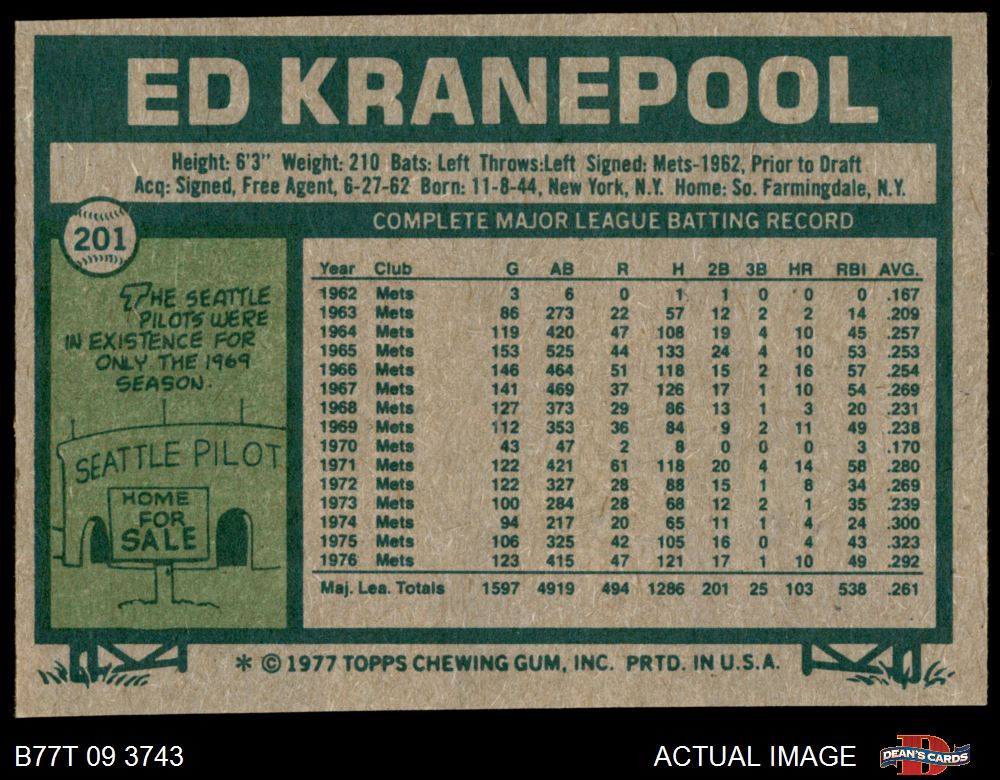 ED KRANEPOOL
Height: 6'3" Weight: 210 Bats: Left Throws:Left Signed: Mets-1962, Prior to Draft
Acq: Signed, Free Agent, 6-27-62 Born: 11-8-44, New York, N.Y. Home: So. Farmingdale, N.Y.
201
COMPLETE MAJOR LEAGUE BATTING RECORD
THE SEATTLE
PILOTS WERE
IN EXISTENCE FOR
ONLY THE 1969
SEASON.
SEATTLE PILOT
HOME
FOR
SALE
Year Club G AB R H 2B 3B HR RBI AVG.
1962 Mets 3 6 0 1 1 0 0 0 .167
1963 Mets 86 273 22 57 12 2 2 14 .209
1964 Mets 119 420 47 108 19 4 10 45 .257
1965 Mets 153 525 44 133 24 4 10 53 .253
1966 Mets 146 464 51 118 15 2 16 57 .254
1967 Mets 141 469 37 126 17 1 10 54 .269
1968 Mets 127 373 29 86 13 1 3 20 .231
1969 Mets 112 353 36 84 9 2 11 49 .238
1970 Mets 43 47 2 8 0 0 0 3 .170
1971 Mets 122 421 61 118 20 4 14 58 .280
1972 Mets 122 327 28 88 15 1 8 34 .269
1973 Mets 100 284 28 68 12 2 1 35 .239
1974 Mets 94 217 20 65 11 1 4 24 .300
1975 Mets 106 325 42 105 16 0 4 43 .323
1976 Mets 123 415 47 121 17 1 10 49 .292
Maj. Lea. Totals 1597 4919 494 1286 201 25 103 538 .261
* © 1977 TOPPS CHEWING GUM, INC. PRTD. IN U.S.A.
B77T 09 3743
ACTUAL IMAGE
D
DEAN'S CARDS